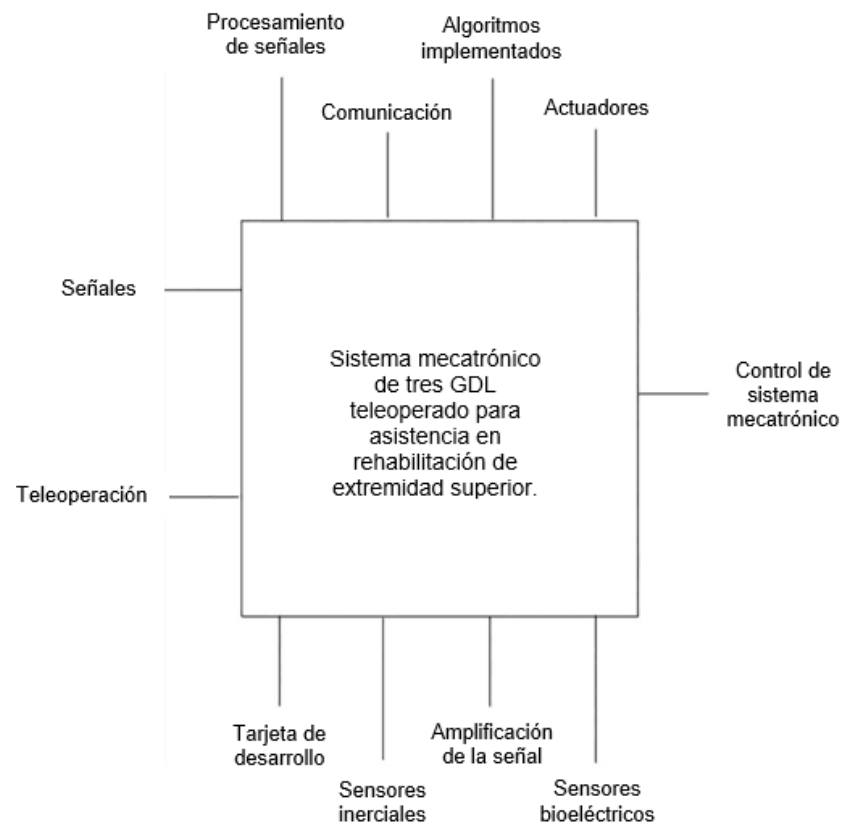 Procesamiento
de señales
Algoritmos
implementados
Comunicación
Actuadores
Señales
Sistema mecatrónico
de tres GDL
teleoperado para
asistencia en
rehabilitación de
extremidad superior.
Control de
sistema
mecatrónico
Teleoperación
Tarjeta de
desarrollo
Amplificación
de la señal
Sensores
inerciales
Sensores
bioeléctricos